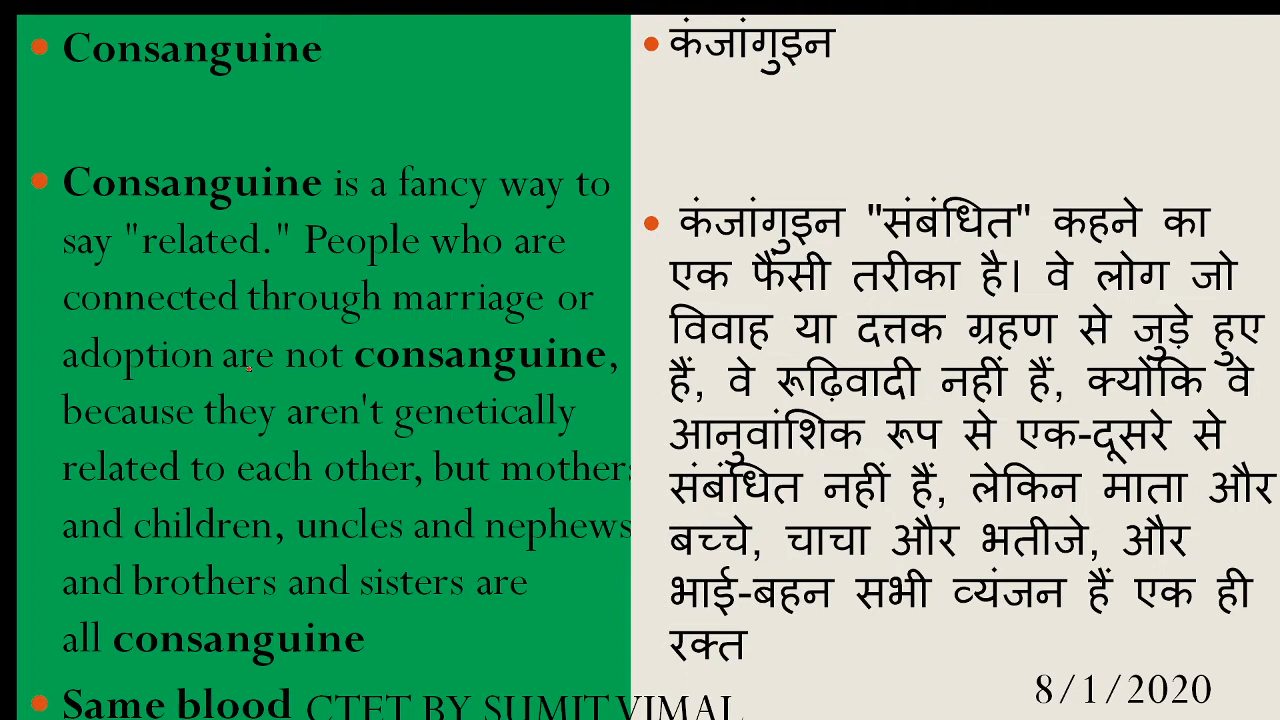 Consanguine
Consanguine is a fancy way to
say "related." People who are
connected through marriage or
adoption are not consanguine,
because they aren't genetically
related to each other, but mothers
and children, uncles and nephews
and brothers and sisters are
all consanguine
Same blood
कंजांगुइन
कंजांगुइन "संबंधित" कहने का
एक फैंसी तरीका है। वे लोग जो
विवाह या दत्तक ग्रहण से जुड़े हुए
हैं, वे रूढ़िवादी नहीं हैं, क्योंकि वे
आनुवांशिक रूप से एक-दूसरे से
संबंधित नहीं हैं, लेकिन माता और
बच्चे, चाचा और भतीजे, और
भाई-बहन सभी व्यंजन हैं एक ही
रक्त
8/1/2020
CTET BY SUMIT VIMAL